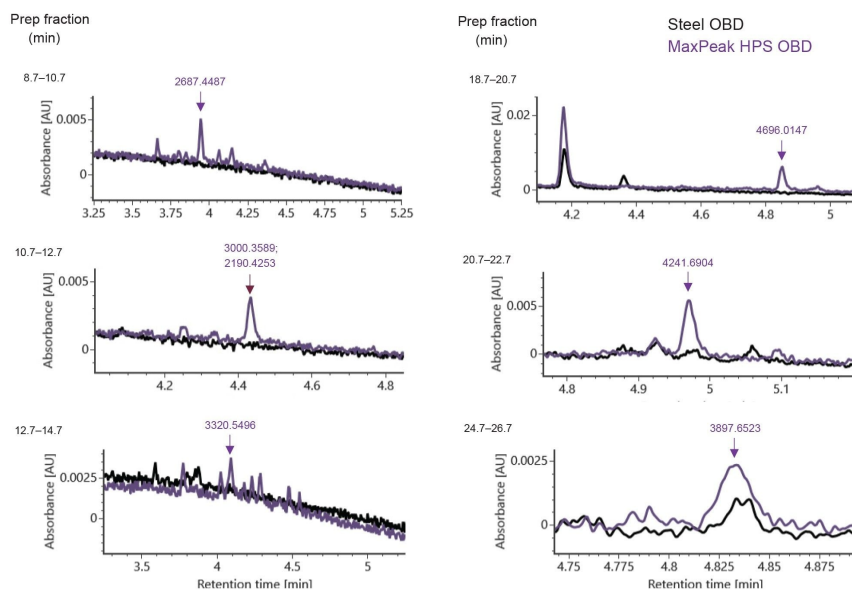 Prep fraction
(min)
8.7–10.7
2687.4487
Absorbance [AU]
0.005
0
3.25 3.5 3.75 4 4.25 4.5 4.75 5 5.25
10.7–12.7
3000.3589;
2190.4253
Absorbance [AU]
0.005
0
4.2 4.4 4.6 4.8
12.7–14.7
3320.5496
Absorbance [AU]
0.0025
0
3.5 4 4.5 5
Retention time [min]
Prep fraction
(min)
Steel OBD
MaxPeak HPS OBD
18.7–20.7
4696.0147
Absorbance [AU]
0.02
0
4.2 4.4 4.6 4.8 5
20.7–22.7
4241.6904
Absorbance [AU]
0.005
0
4.8 4.9 5 5.1
24.7–26.7
3897.6523
Absorbance [AU]
0.0025
0
4.75 4.775 4.8 4.825 4.85 4.875
Retention time [min]